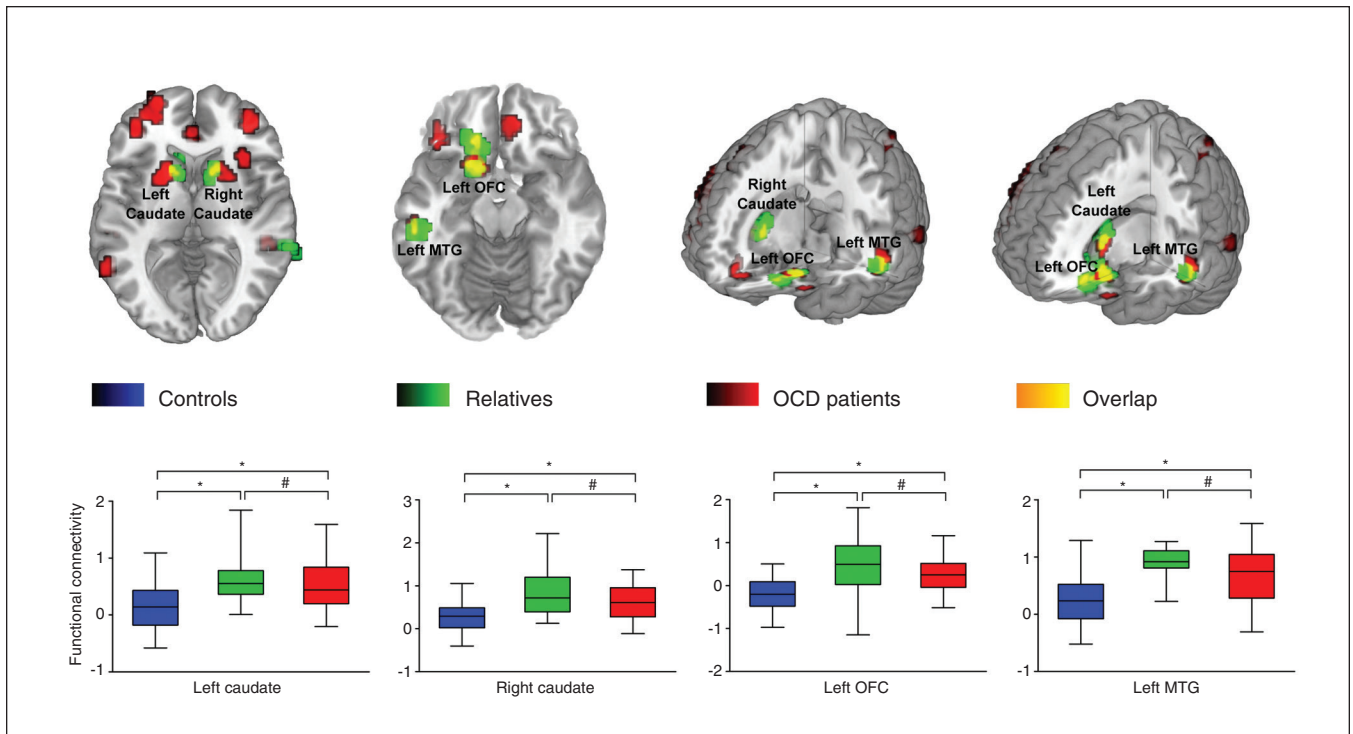 Left
Caudate
Right
Caudate
Left OFC
Left MTG
Right
Caudate
Left MTG
Left OFC
Left
Caudate
Left MTG
Left OFC
Controls
Relatives
OCD patients
Overlap
Functional connectivity
*
*
#
2
1
0
-1
Left caudate
*
*
#
3
2
1
0
-1
Right caudate
*
*
#
2
1
0
-1
-2
Left OFC
*
*
#
2
1
0
-1
Left MTG